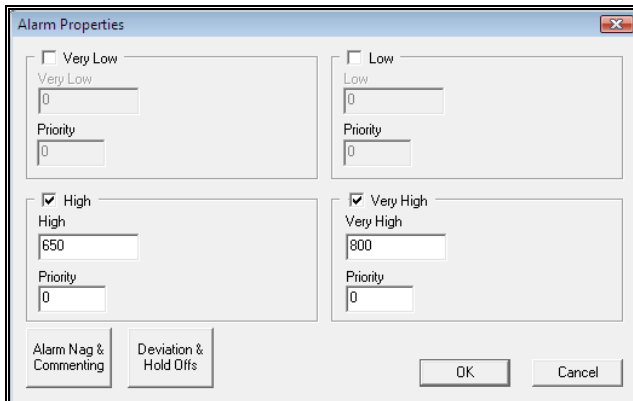 Alarm Properties
Very Low
Very Low
0
Priority
0
Low
Low
0
Priority
0
High
High
650
Priority
0
Very High
Very High
800
Priority
0
Alarm Nag &
Commenting
Deviation &
Hold Offs
OK
Cancel